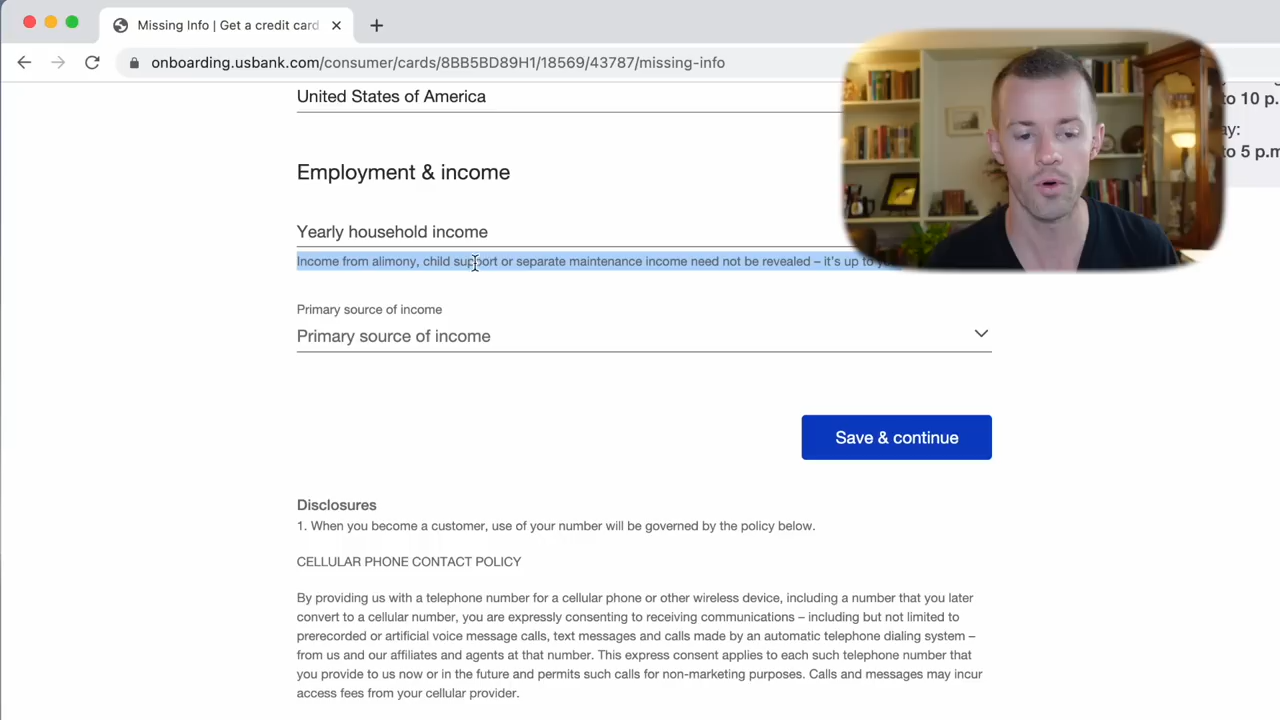 Missing Info | Get a credit card
onboarding.usbank.com/consumer/cards/8BB5BD89H1/18569/43787/missing-info
United States of America
to 10 p.
ay:
to 5 p.m
Employment & income
Yearly household income
Income from alimony, child support or separate maintenance income need not be revealed – it's up to
Primary source of income
Primary source of income
Save & continue
Disclosures
1. When you become a customer, use of your number will be governed by the policy below.
CELLULAR PHONE CONTACT POLICY
By providing us with a telephone number for a cellular phone or other wireless device, including a number that you later
convert to a cellular number, you are expressly consenting to receiving communications – including but not limited to
prerecorded or artificial voice message calls, text messages and calls made by an automatic telephone dialing system –
from us and our affiliates and agents at that number. This express consent applies to each such telephone number that
you provide to us now or in the future and permits such calls for non-marketing purposes. Calls and messages may incur
access fees from your cellular provider.